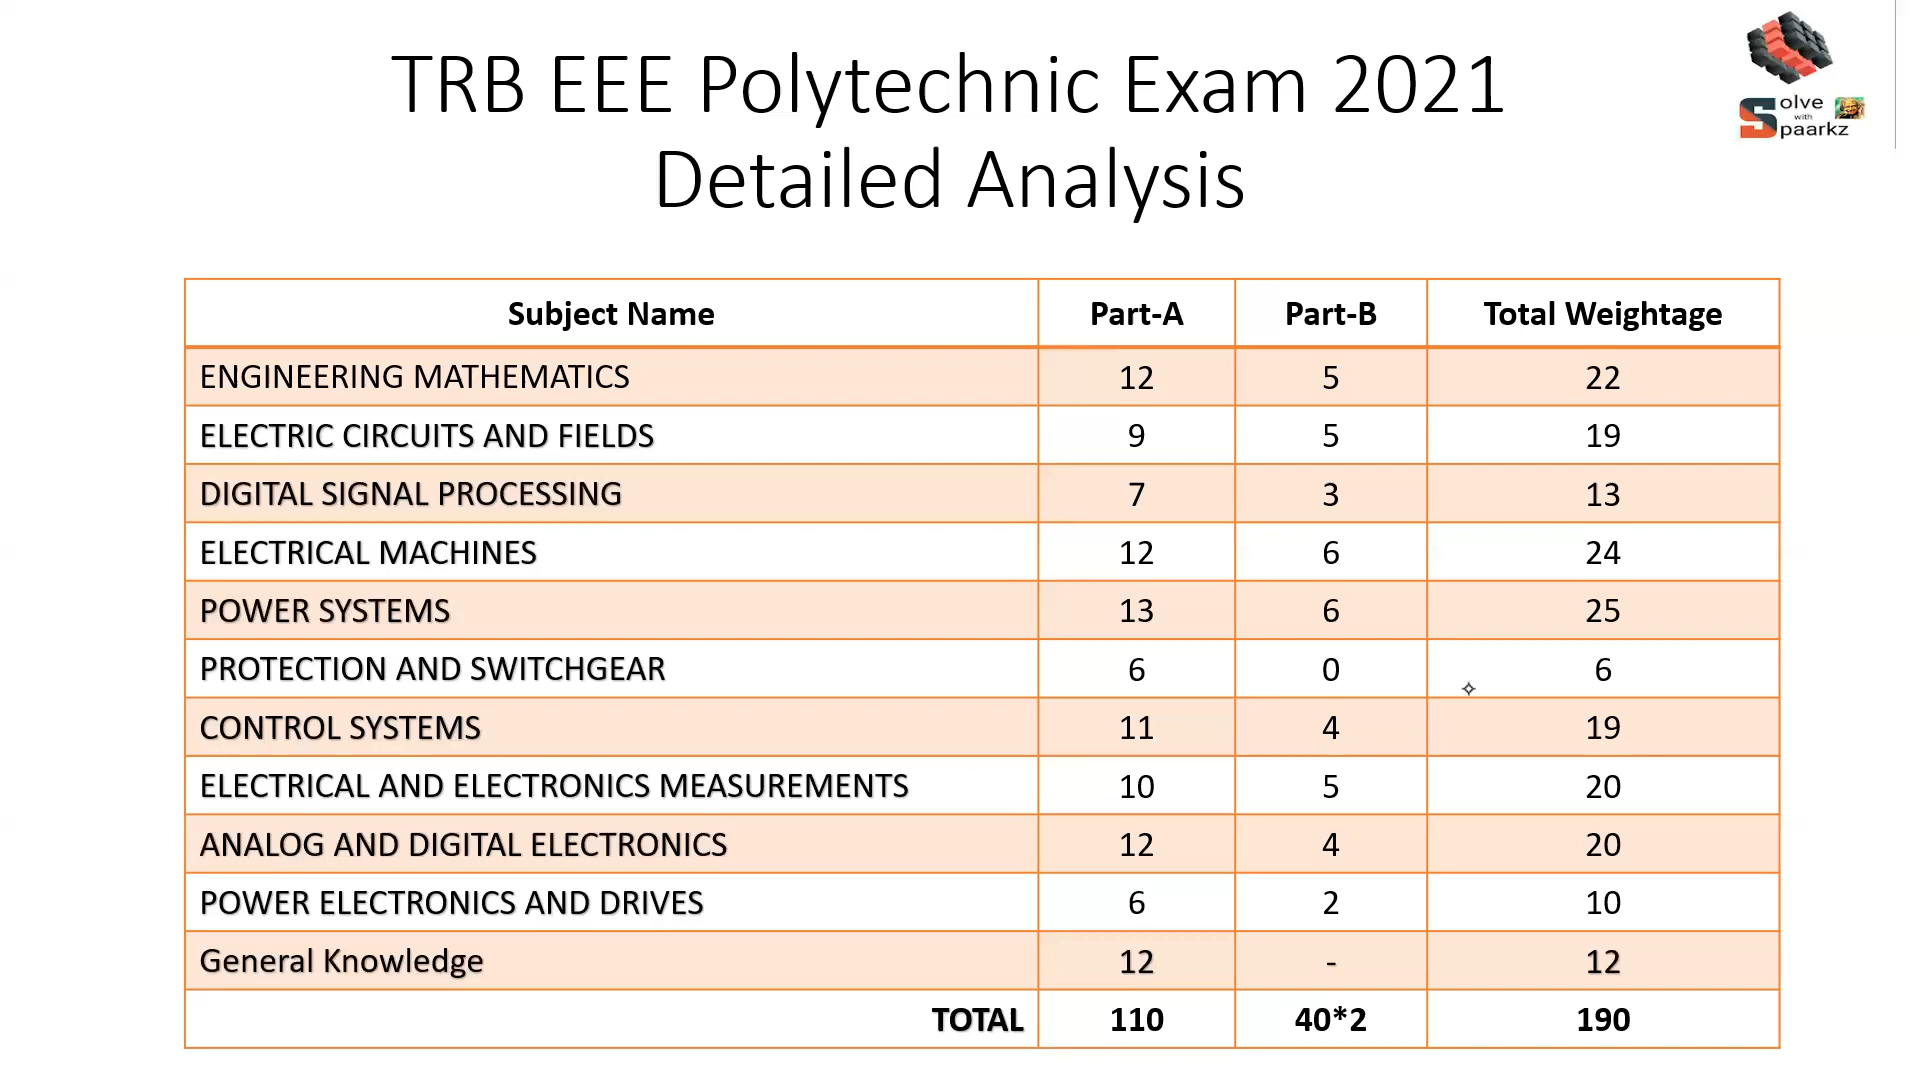 TRB EEE Polytechnic Exam 2021
Detailed Analysis
Solve
with
Spaarkz
Subject Name Part-A Part-B Total Weightage
ENGINEERING MATHEMATICS 12 5 22
ELECTRIC CIRCUITS AND FIELDS 9 5 19
DIGITAL SIGNAL PROCESSING 7 3 13
ELECTRICAL MACHINES 12 6 24
POWER SYSTEMS 13 6 25
PROTECTION AND SWITCHGEAR 6 0 6
CONTROL SYSTEMS 11 4 19
ELECTRICAL AND ELECTRONICS MEASUREMENTS 10 5 20
ANALOG AND DIGITAL ELECTRONICS 12 4 20
POWER ELECTRONICS AND DRIVES 6 2 10
General Knowledge 12 - 12
TOTAL 110 40*2 190